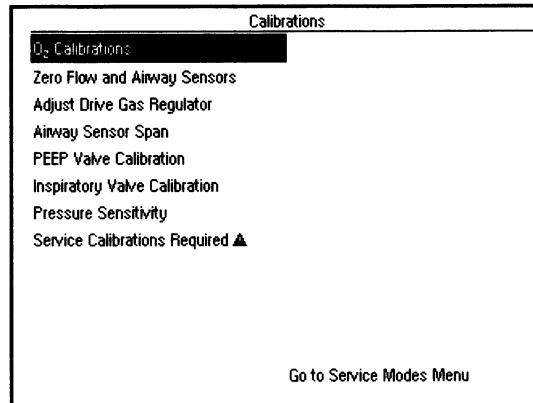 Calibrations
O₂ Calibrations
Zero Flow and Airway Sensors
Adjust Drive Gas Regulator
Airway Sensor Span
PEEP Valve Calibration
Inspiratory Valve Calibration
Pressure Sensitivity
Service Calibrations Required ▲
Go to Service Modes Menu